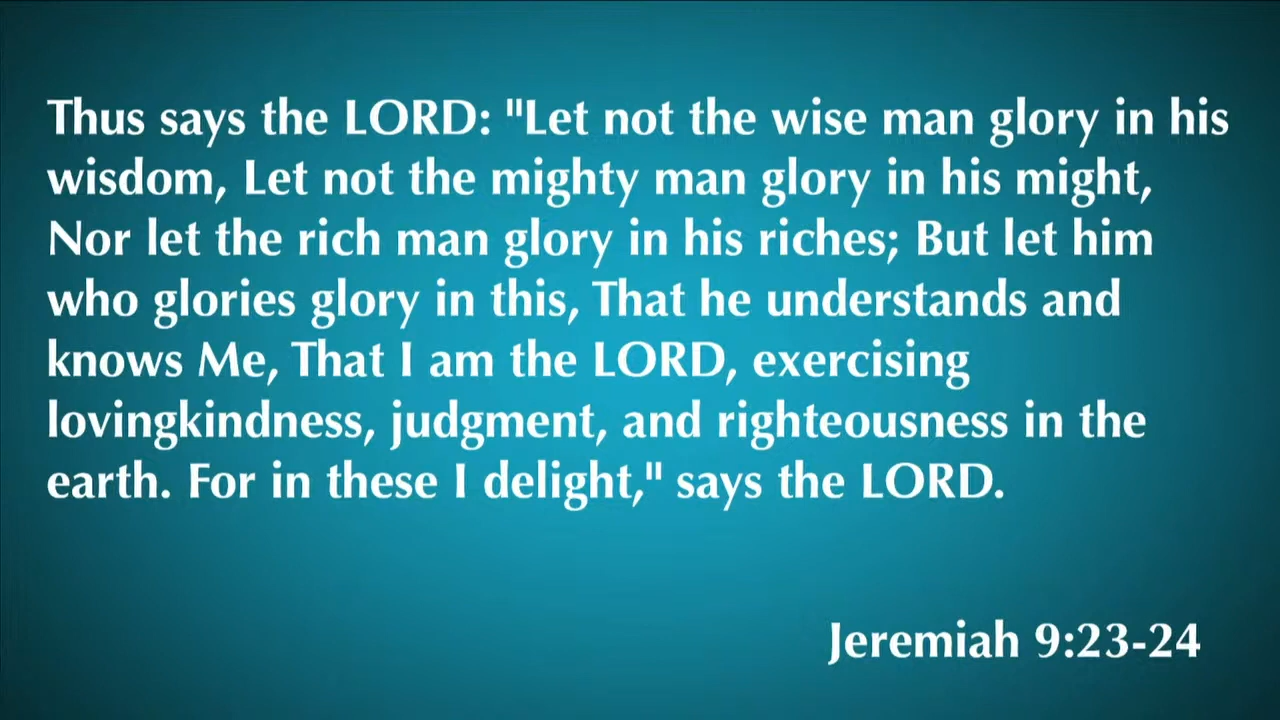 Thus says the LORD: "Let not the wise man glory in his
wisdom, Let not the mighty man glory in his might,
Nor let the rich man glory in his riches; But let him
who glories glory in this, That he understands and
knows Me, That I am the LORD, exercising
lovingkindness, judgment, and righteousness in the
earth. For in these I delight," says the LORD.
Jeremiah 9:23-24